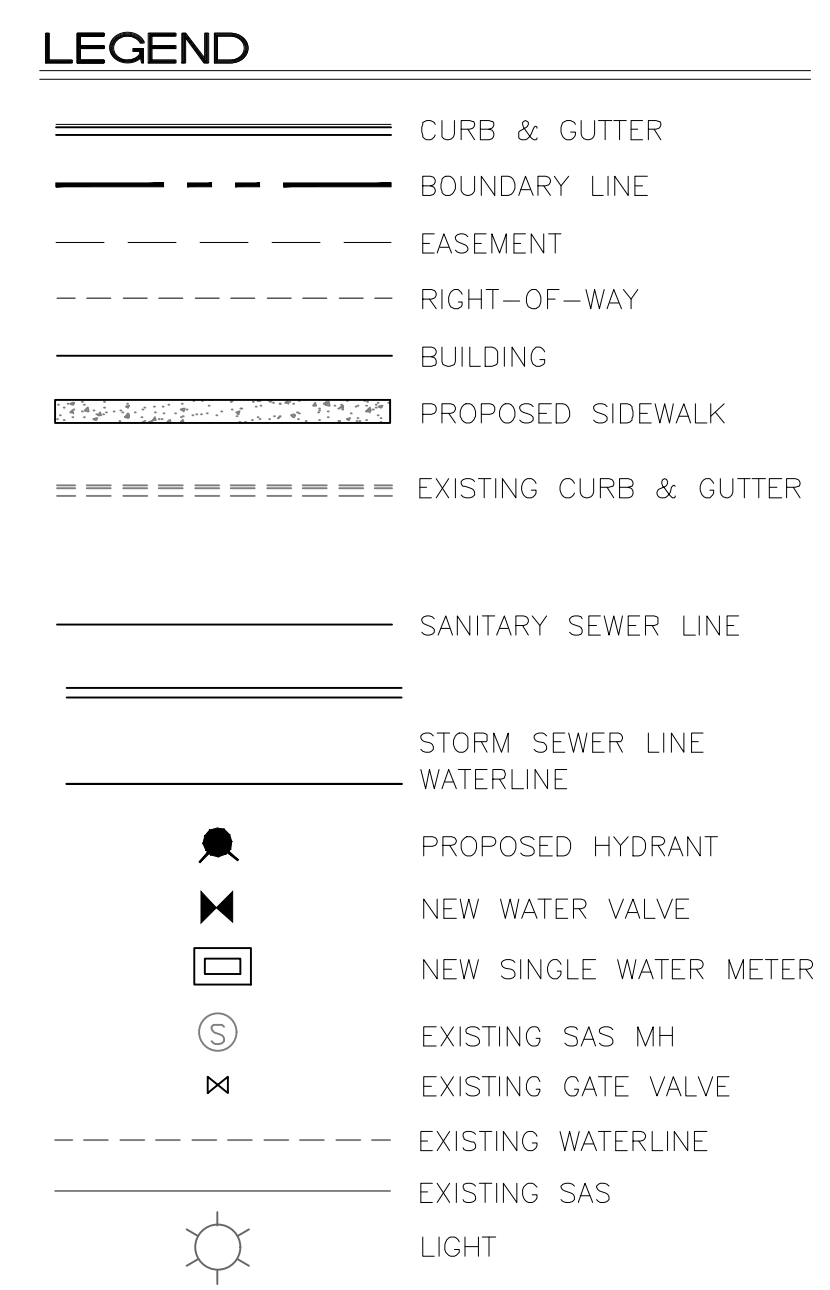 LEGEND
CURB & GUTTER
BOUNDARY LINE
EASEMENT
RIGHT-OF-WAY
BUILDING
PROPOSED SIDEWALK
EXISTING CURB & GUTTER
SANITARY SEWER LINE
STORM SEWER LINE
WATERLINE
PROPOSED HYDRANT
NEW WATER VALVE
NEW SINGLE WATER METER
S EXISTING SAS MH
EXISTING GATE VALVE
EXISTING WATERLINE
EXISTING SAS
LIGHT